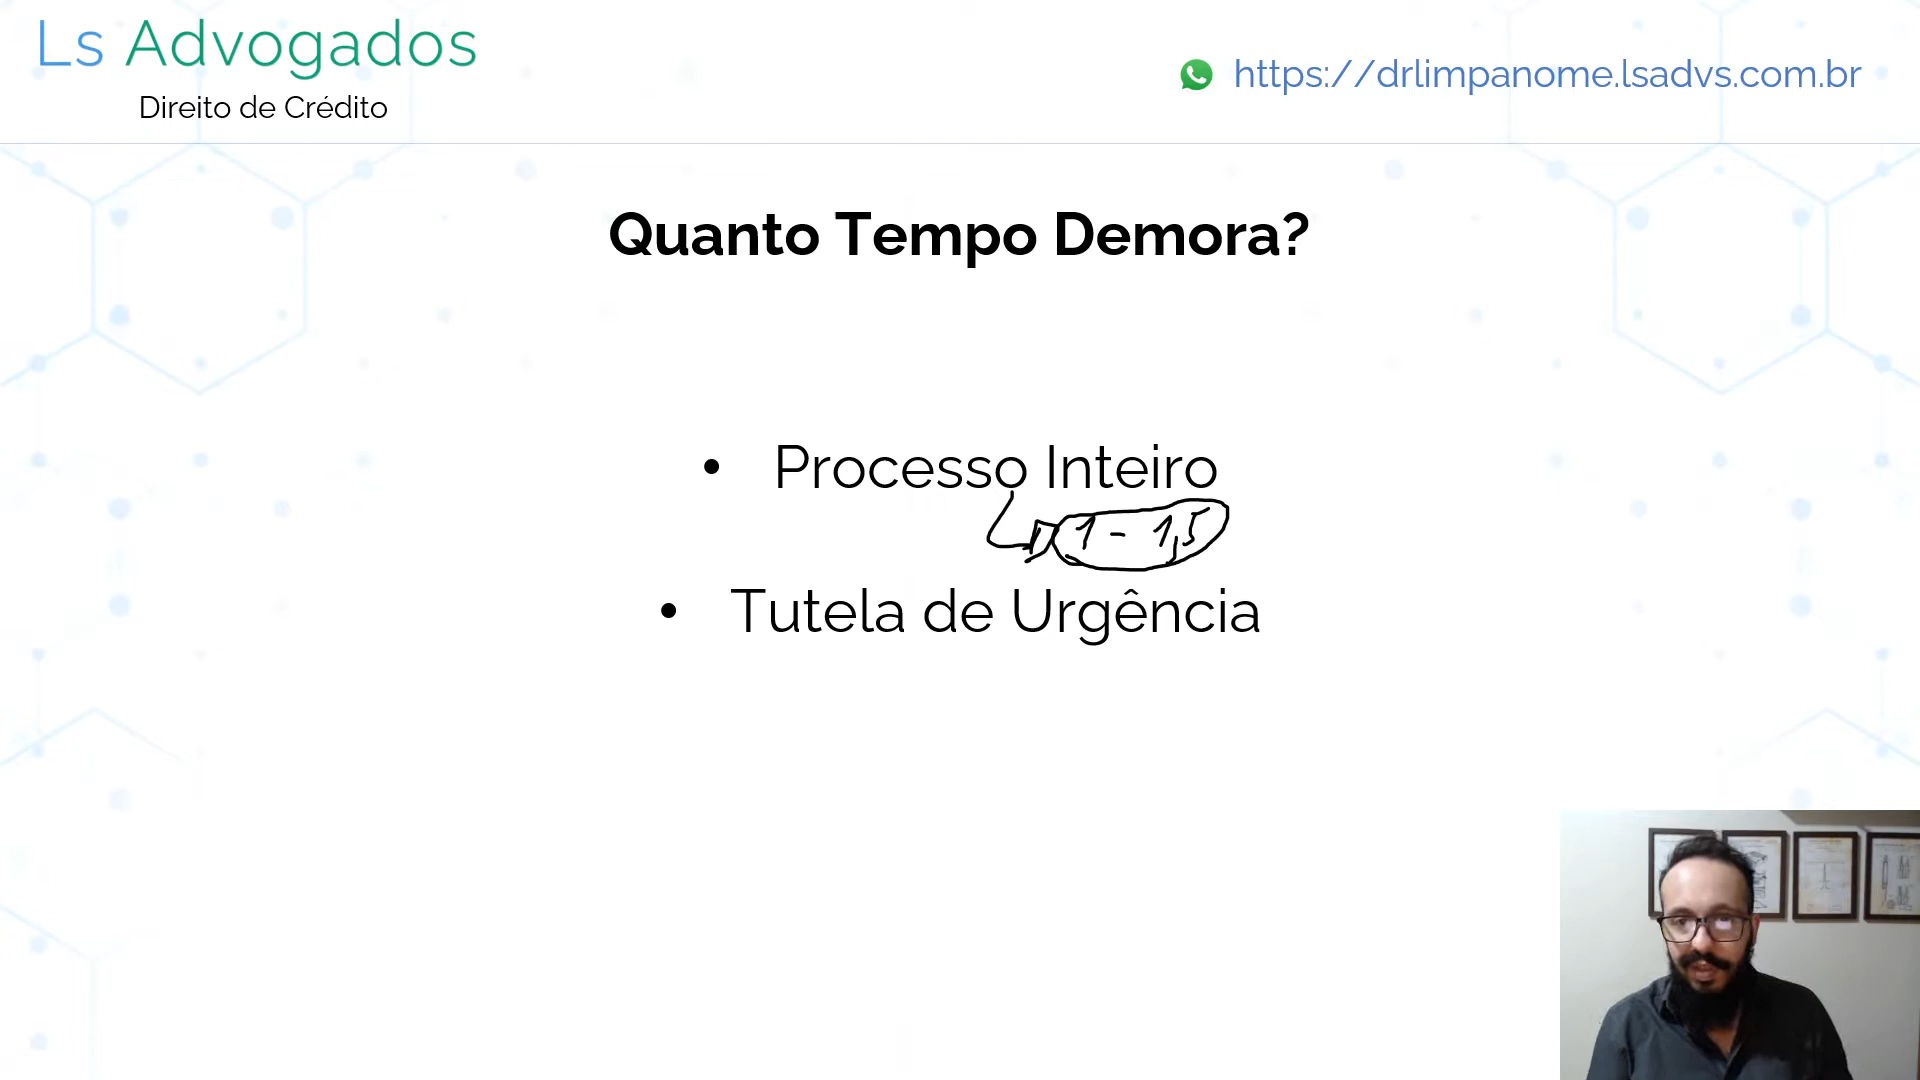 Ls Advogados
Direito de Crédito
https://drlimpanome.lsadvs.com.br
Quanto Tempo Demora?
• Processo Inteiro
1 - 1,5
• Tutela de Urgência